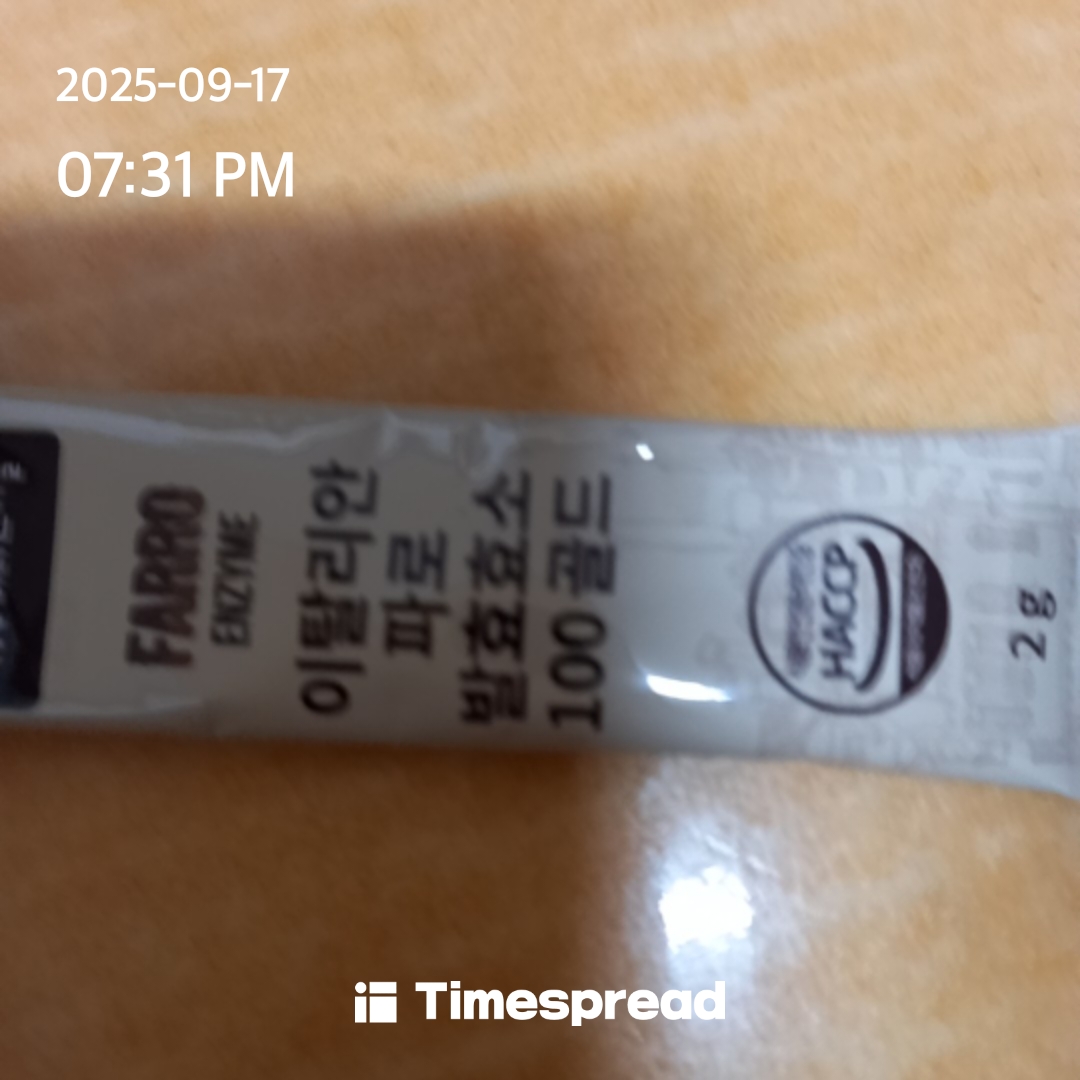 2025-09-17
07:31 PM
FARRO
ENZYME
이탈리안
파로
발효효소
100 골드
HACCP
2g
Timespread